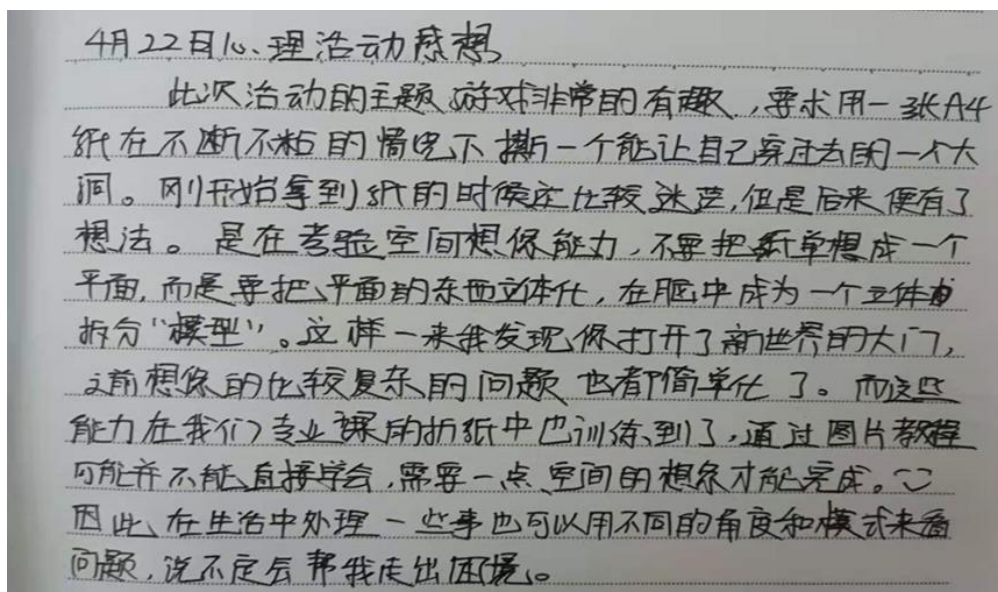 4月22日心理活动感想
此次活动的主题游戏非常的有趣，要求用一张A4
纸在不断不粘的情况下撕一个能让自己穿过去的一个大
洞。刚开始拿到纸的时候还比较迷茫，但是后来便有了
想法。是在考验空间想像能力，不要把纸单想成一个
平面，而是要把平面的东西立体化，在脑中成为一个立体
拆分“模型”。这样一来我发现像打开了新世界的大门，
之前想像的比较复杂的问题也都简单化了。而这些
能力在我们专业课的折纸中也训练到了，通过图片教程
可能并不能直接学会，需要一点空间的想象才能完成。
因此，在生活中处理一些事也可以用不同的角度和模式来看
问题，说不定会帮我走出困境。